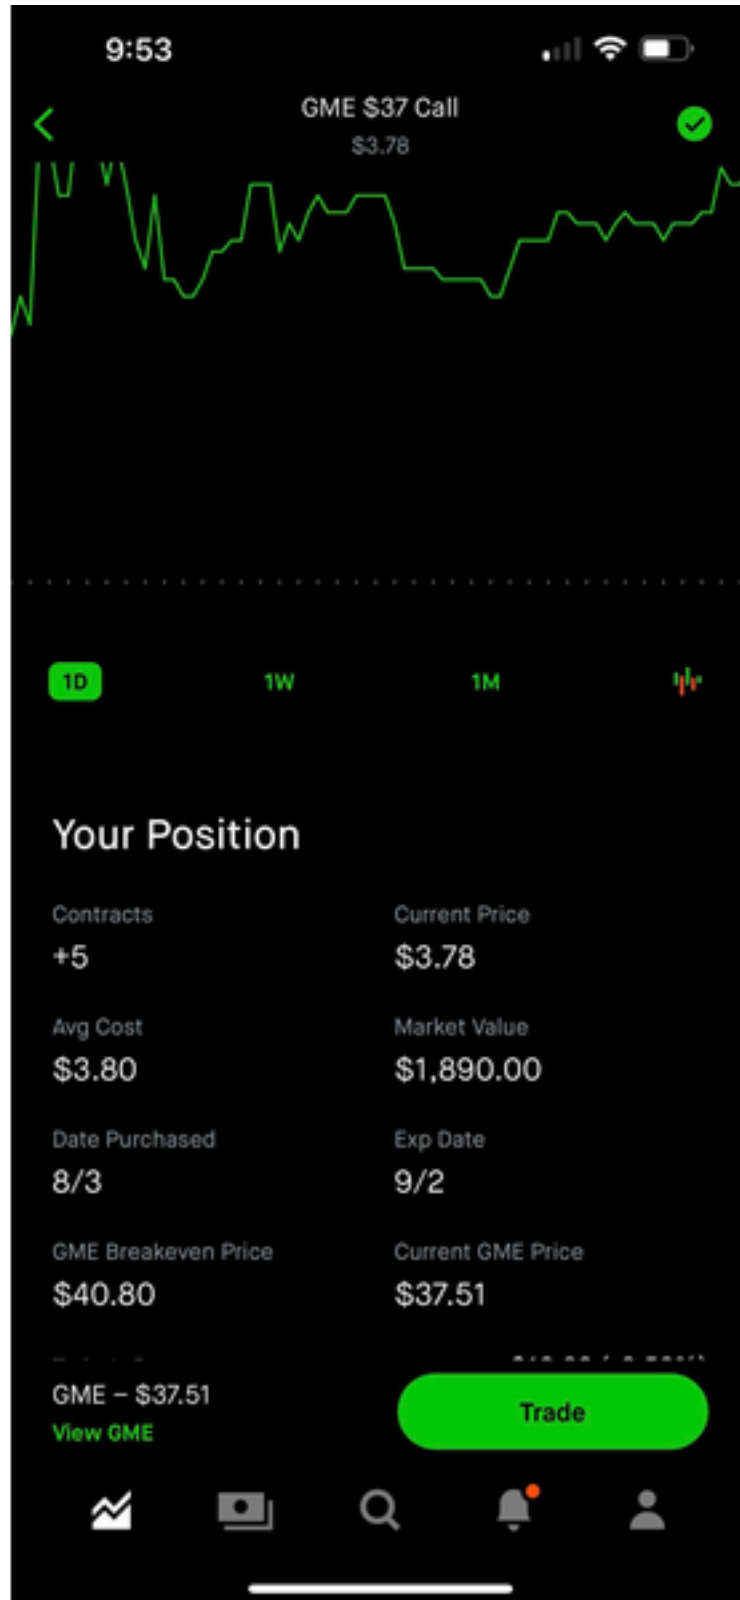 9:53
GME $37 Call
$3.78
1D 1W 1M
Your Position
Contracts Current Price
+5 $3.78
Avg Cost Market Value
$3.80 $1,890.00
Date Purchased Exp Date
8/3 9/2
GME Breakeven Price Current GME Price
$40.80 $37.51
GME – $37.51
Trade
View GME